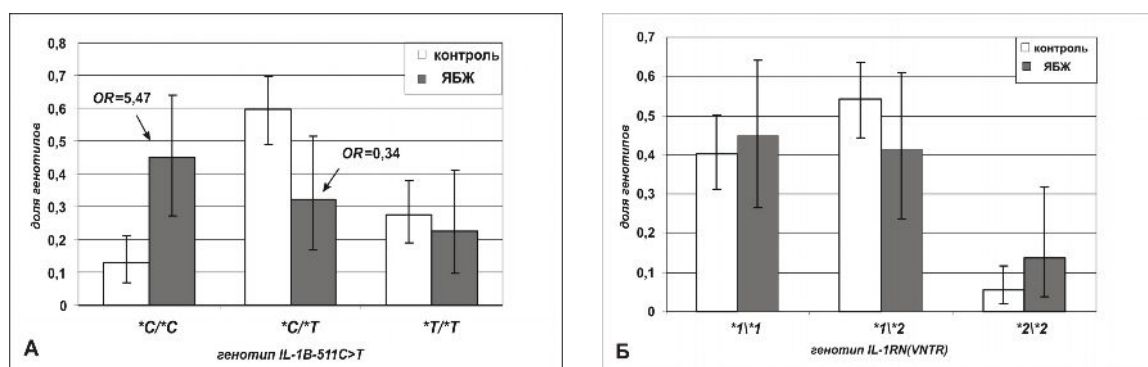 0,8
0,7
0,6
0,5
0,4
0,3
0,2
0,1
0
доля генотипов
контроль
ЯБЖ
OR=5,47
OR=0,34
*C/*C *C/*T *T/*T
генотип IL-1B-511C>T
А
0,7
0,6
0,5
0,4
0,3
0,2
0,1
0
доля генотипов
контроль
ЯБЖ
*1\*1 *1\*2 *2\*2
генотип IL-1RN(VNTR)
Б